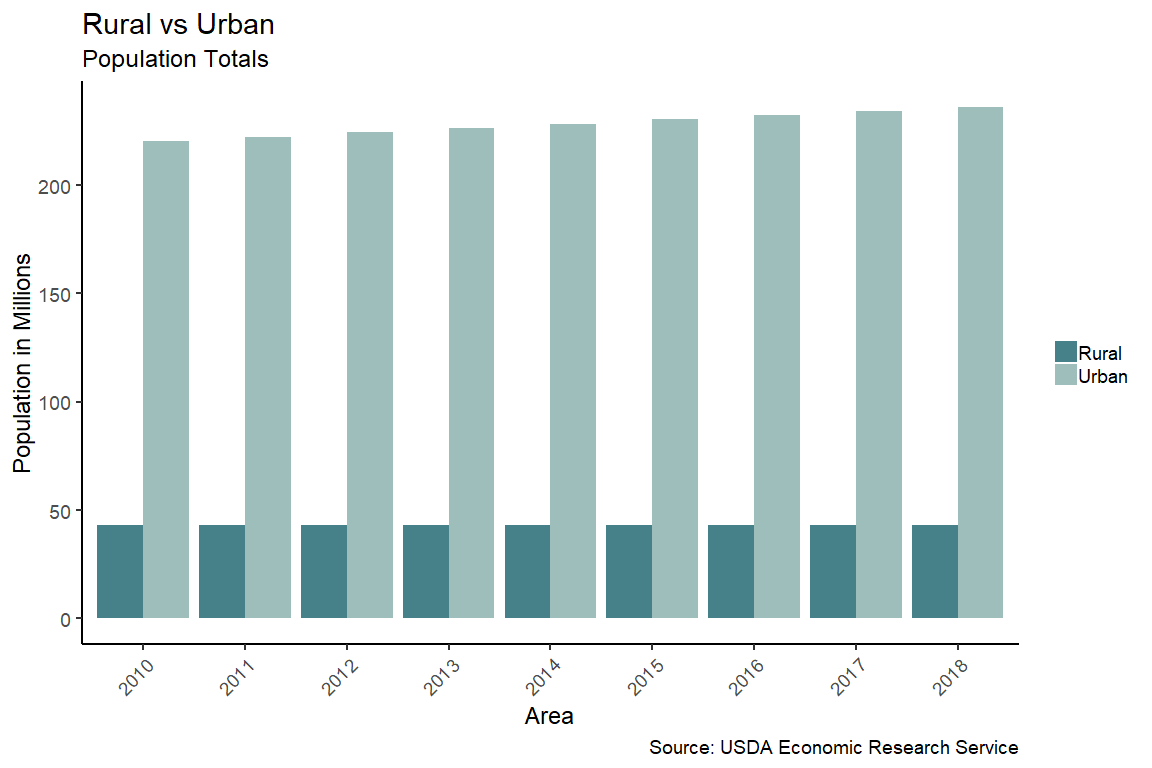 Rural vs Urban
Population Totals
Population in Millions
200
150
100
50
0
2010
2011
2012
2013
2014
2015
2016
2017
2018
Area
Rural
Urban
Source: USDA Economic Research Service